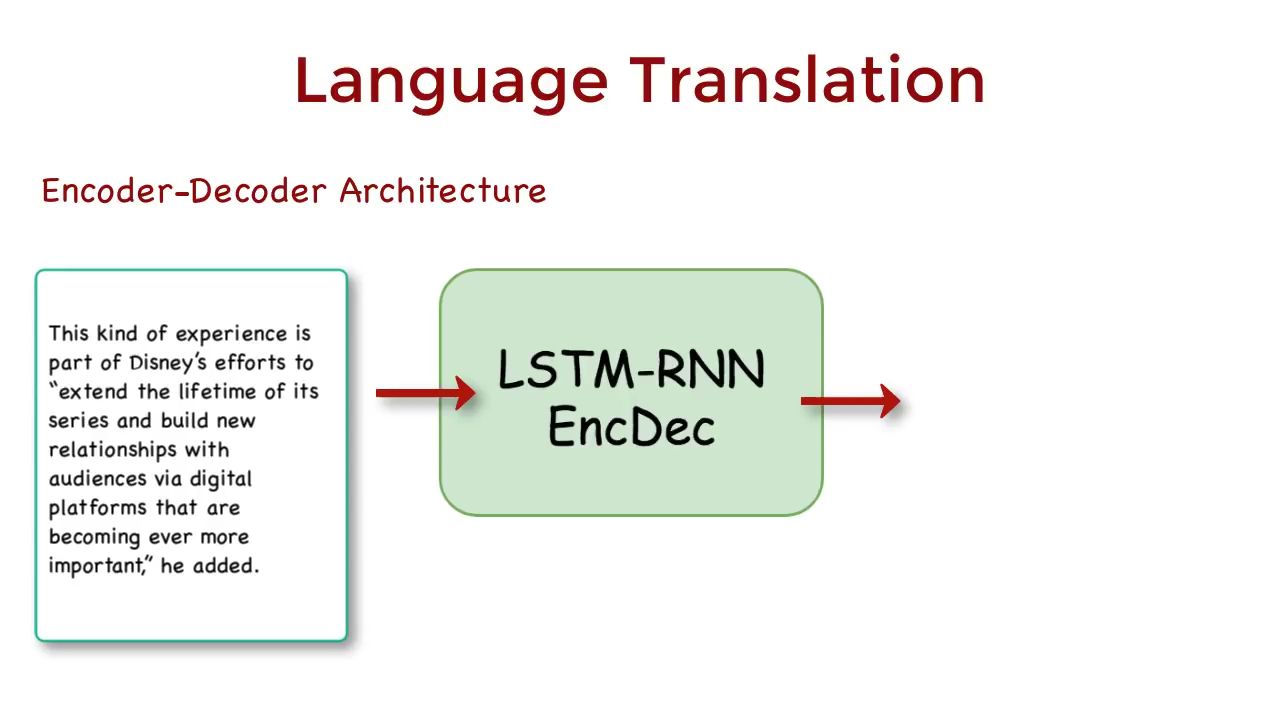 Language Translation
Encoder-Decoder Architecture
This kind of experience is
part of Disney's efforts to
“extend the lifetime of its
series and build new
relationships with
audiences via digital
platforms that are
becoming ever more
important,” he added.
LSTM-RNN
EncDec